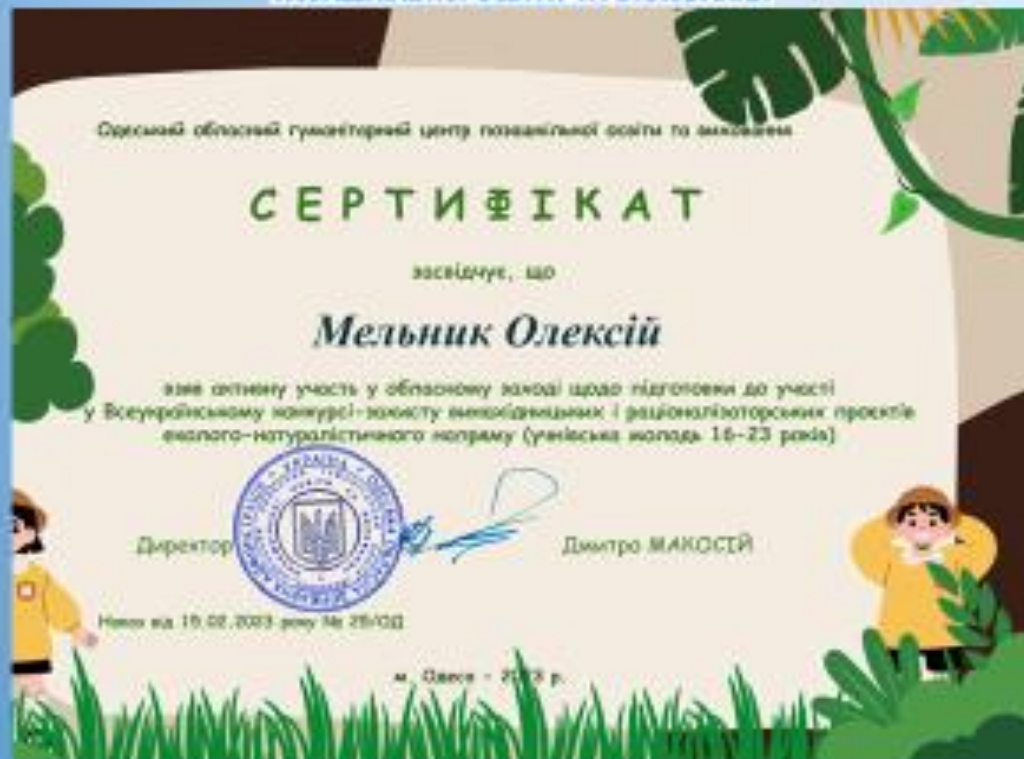 Одеський обласний гуманітарний центр позашкільної освіти та виховання
СЕРТИФІКАТ
засвідчує, що
Мельник Олексій
взяв активну участь у обласному заході щодо підготовки до участі
у Всеукраїнському конкурсі-захисту винахідницьких і раціоналізаторських проєктів
еколого-натуралістичного напряму (учнівська молодь 16-23 років)
Директор
Дмитро МАКОСІЙ
Наказ від 15.02.2023 року № 25/ОД
м. Одеса - 2023 р.